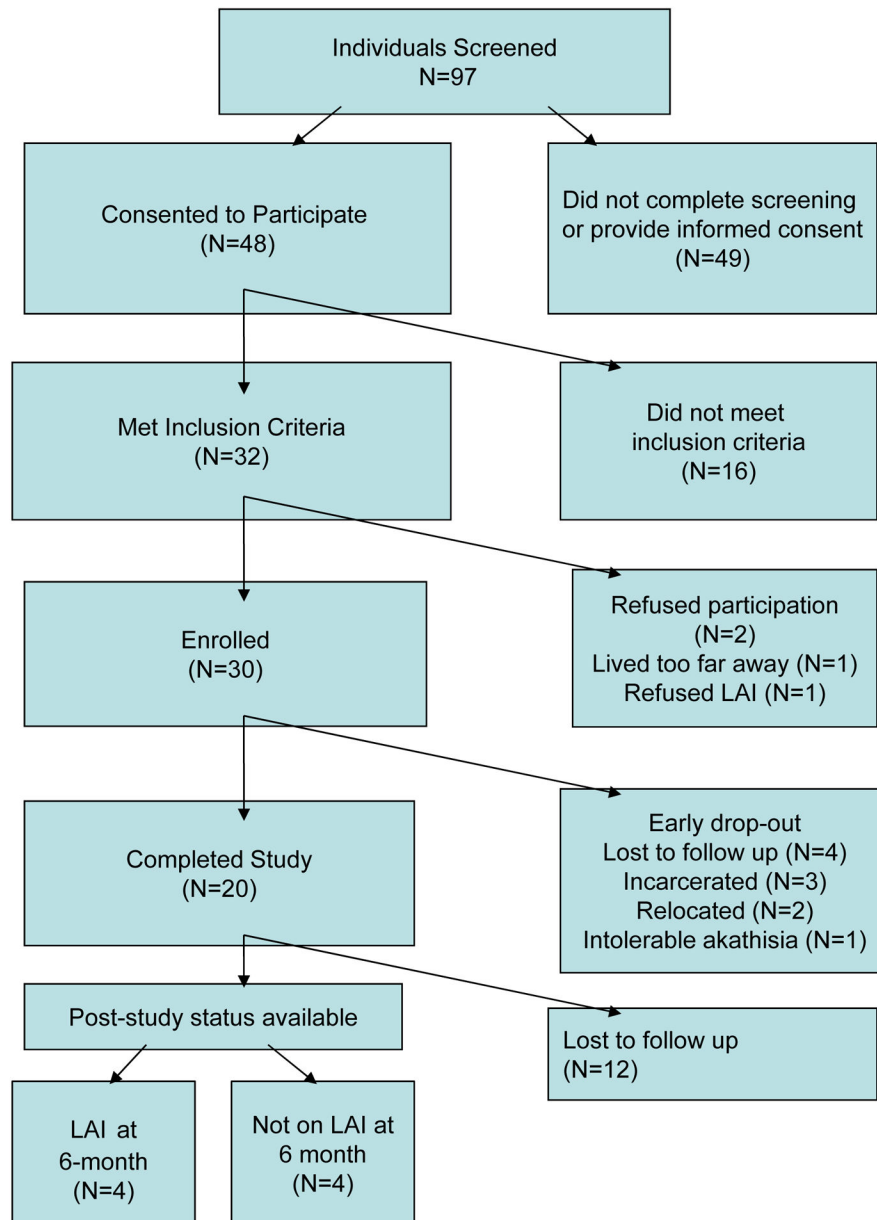 Individuals Screened
N=97
Consented to Participate
(N=48)
Did not complete screening
or provide informed consent
(N=49)
Met Inclusion Criteria
(N=32)
Did not meet
inclusion criteria
(N=16)
Enrolled
(N=30)
Refused participation
(N=2)
Lived too far away (N=1)
Refused LAI (N=1)
Completed Study
(N=20)
Early drop-out
Lost to follow up (N=4)
Incarcerated (N=3)
Relocated (N=2)
Intolerable akathisia (N=1)
Post-study status available
Lost to follow up
(N=12)
LAI at
6-month
(N=4)
Not on LAI at
6 month
(N=4)